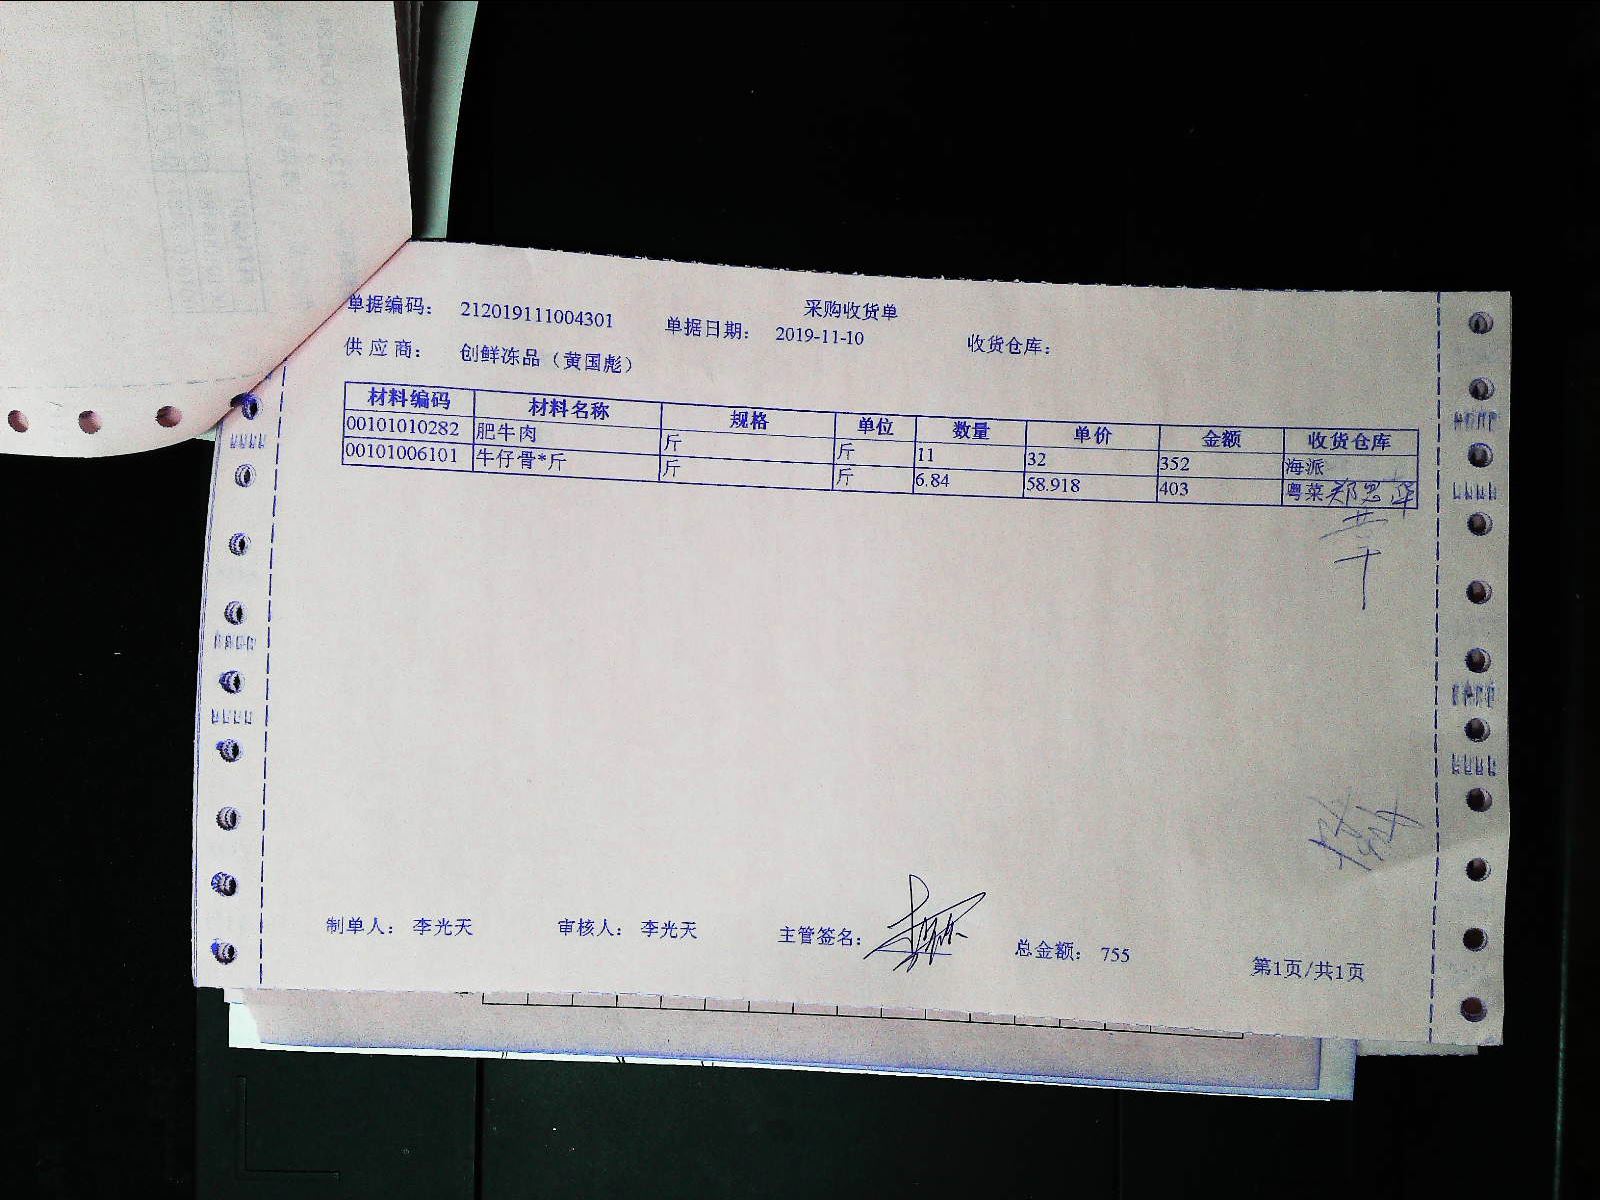 采购收货单
单据编码： 212019111004301 单据日期： 2019-11-10 收货仓库：
供应商： 创鲜冻品（黄国彪）
材料编码 材料名称 规格 单位 数量 单价 金额 收货仓库
00101010282 肥牛肉 斤 斤 11 32 352 海派
00101006101 牛仔骨*斤 斤 斤 6.84 58.918 403 粤菜
制单人： 李光天 审核人： 李光天 主管签名： 总金额： 755
第1页/共1页